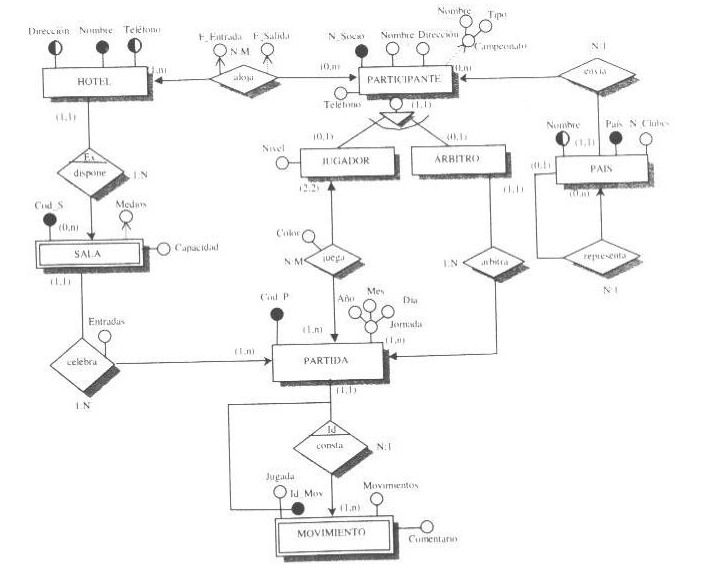 Nombre
Tipo
Dirección Nombre Teléfono
F_Entrada F_Salida
N_Socio Nombre Dirección
Campeonato
N:M
N:1
HOTEL
(1,n)
aloja
(0,n)
PARTICIPANTE
(0,n)
envia
Teléfono
(1,1)
(1,1)
Nombre
País N_Clubes
Ex
dispone
1:N
(0,1)
(0,1)
(1,1)
Nivel
JUGADOR
ARBITRO
(0,1)
PAIS
(2,2)
(1,1)
(0,n)
Cod_S
Medios
(0,n)
Color
SALA
Capacidad
N:M
juega
1:N
arbitra
representa
(1,1)
N:1
Cod_P
Mes
Año
Dia
Entradas
Jornada
(1,n)
(1,n)
celebra
(1,n)
PARTIDA
(1,1)
1:N
Id
consta
N:1
Jugada
Id_Mov
Movimientos
(1,n)
MOVIMIENTO
Comentario